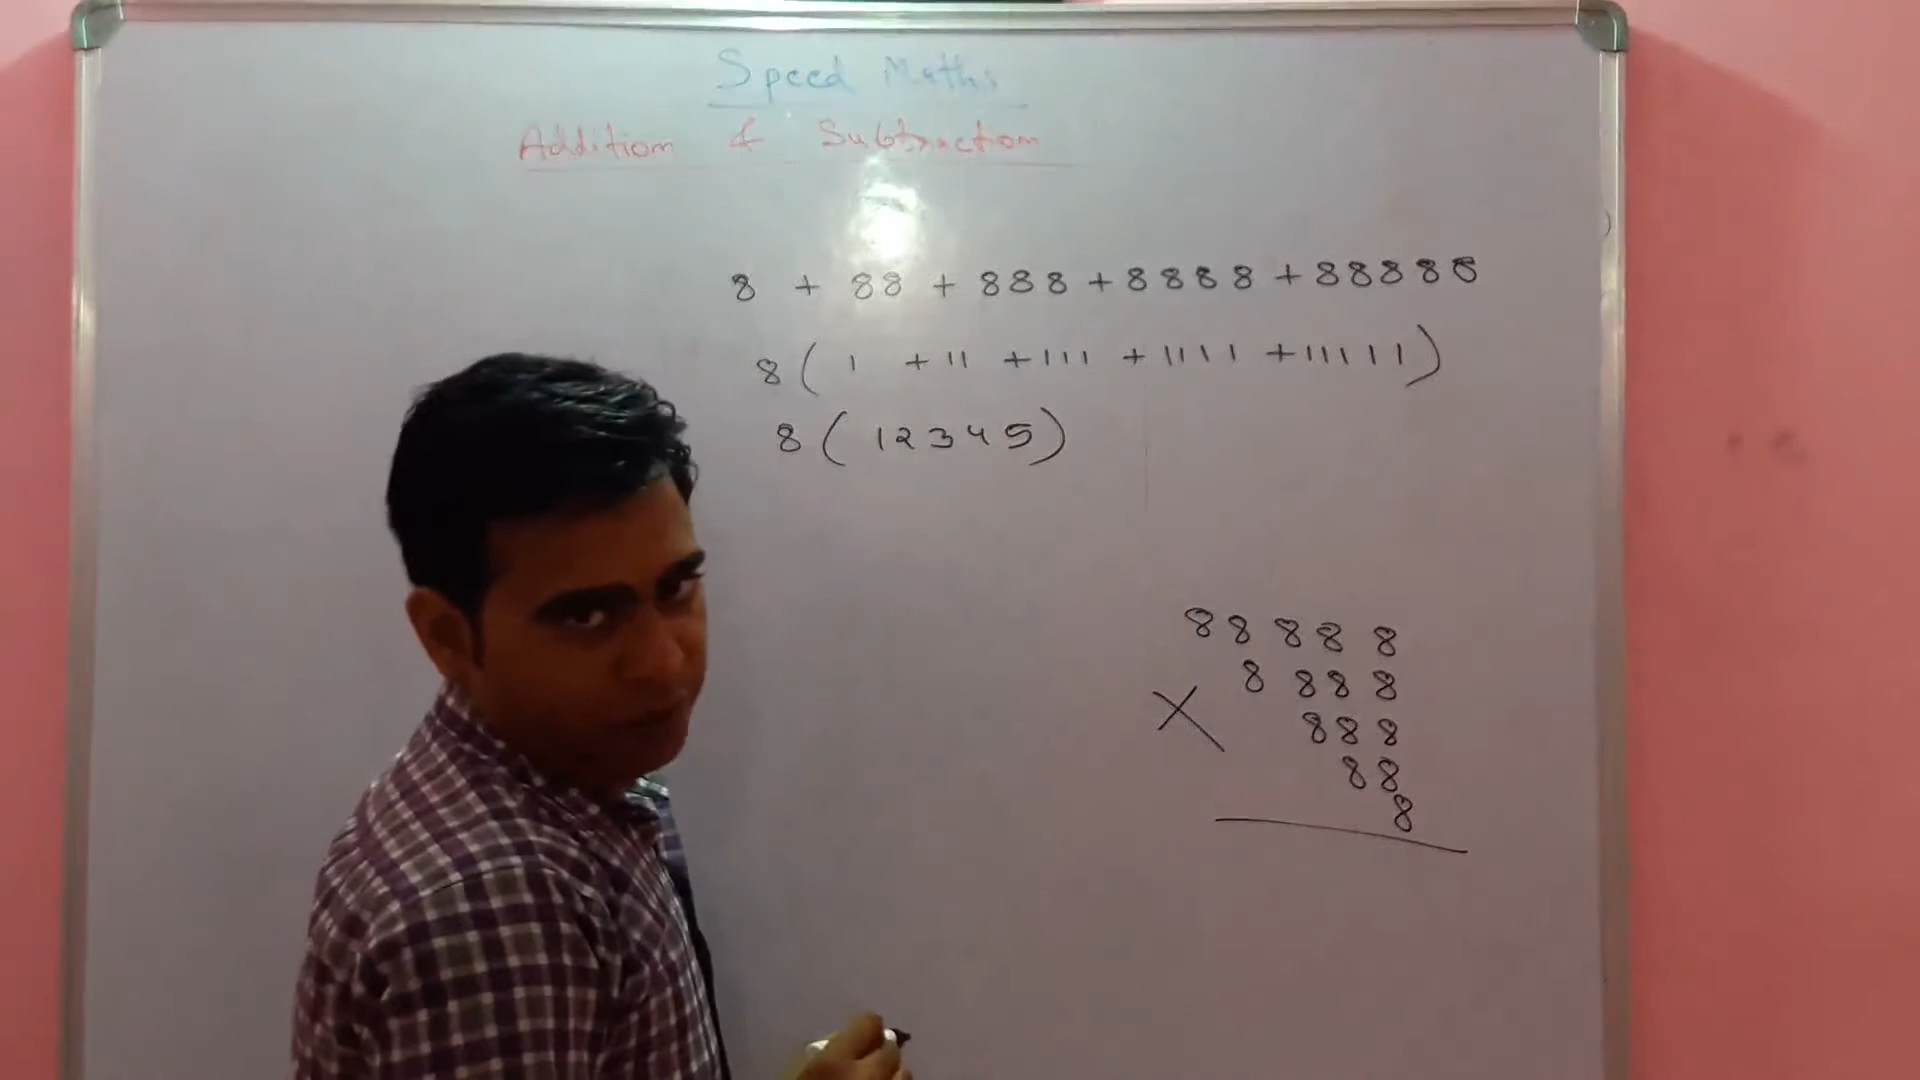 Speed Maths
Addition & Subtraction
8 + 88 + 888 + 8888 + 88888
8 ( 1 + 11 + 111 + 1111 + 11111 )
8 ( 12345 )
88888
8888
888
88
8